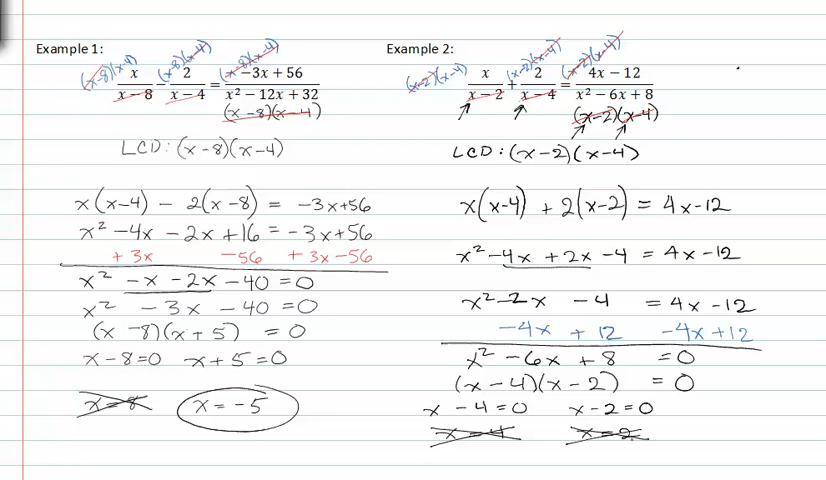 Example 1:
(x-8)(x-4) x/(x − 8) − (x-8)(x-4) 2/(x − 4) = (x-8)(x-4) (−3x + 56)/(x² − 12x + 32)
(x-8)(x-4)
LCD: (x-8)(x-4)
x(x-4) - 2(x-8) = -3x+56
x² -4x -2x +16 = -3x+56
+3x -56 +3x -56
x² -x -2x -40 = 0
x² -3x -40 = 0
(x -8)(x + 5) = 0
x-8=0 x+5=0
x=8 x=-5
Example 2:
(x-2)(x-4) x/(x − 2) + (x-2)(x-4) 2/(x − 4) = (x-2)(x-4) (4x − 12)/(x² − 6x + 8)
(x-2)(x-4)
LCD: (x-2)(x-4)
x(x-4) + 2(x-2) = 4x-12
x² -4x + 2x -4 = 4x-12
x² -2x -4 = 4x-12
-4x + 12 -4x+12
x² -6x +8 =0
(x-4)(x-2) = 0
x -4=0 x-2=0
x=4 x=2